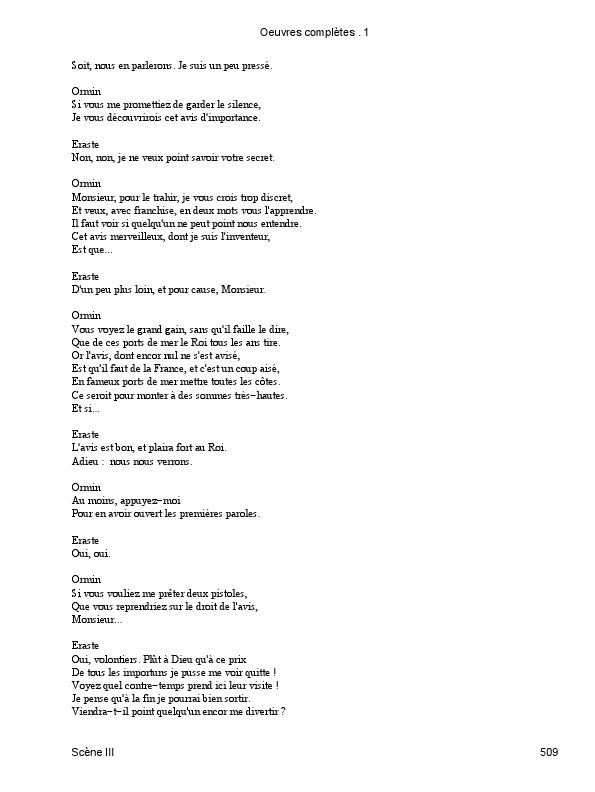 Oeuvres complètes . 1
Soit, nous en parlerons. Je suis un peu pressé.
Ormin
Si vous me promettiez de garder le silence,
Je vous découvrirois cet avis d'importance.
Eraste
Non, non, je ne veux point savoir votre secret.
Ormin
Monsieur, pour le trahir, je vous crois trop discret,
Et veux, avec franchise, en deux mots vous l'apprendre.
Il faut voir si quelqu'un ne peut point nous entendre.
Cet avis merveilleux, dont je suis l'inventeur,
Est que...
Eraste
D'un peu plus loin, et pour cause, Monsieur.
Ormin
Vous voyez le grand gain, sans qu'il faille le dire,
Que de ces ports de mer le Roi tous les ans tire.
Or l'avis, dont encor nul ne s'est avisé,
Est qu'il faut de la France, et c'est un coup aisé,
En fameux ports de mer mettre toutes les côtes.
Ce seroit pour monter à des sommes très-hautes.
Et si...
Eraste
L'avis est bon, et plaira fort au Roi.
Adieu : nous nous verrons.
Ormin
Au moins, appuyez-moi
Pour en avoir ouvert les premières paroles.
Eraste
Oui, oui.
Ormin
Si vous vouliez me prêter deux pistoles,
Que vous reprendriez sur le droit de l'avis,
Monsieur...
Eraste
Oui, volontiers. Plût à Dieu qu'à ce prix
De tous les importuns je pusse me voir quitte !
Voyez quel contre-temps prend ici leur visite !
Je pense qu'à la fin je pourrai bien sortir.
Viendra-t-il point quelqu'un encor me divertir ?
Scène III
509